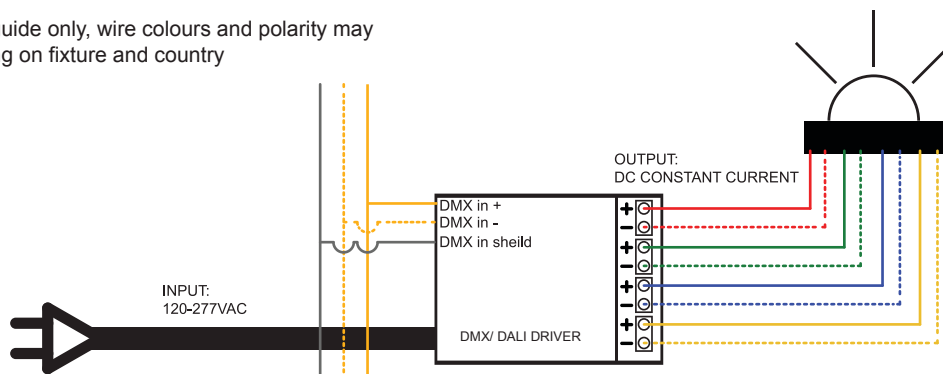 uide only, wire colours and polarity may
g on fixture and country
OUTPUT:
DC CONSTANT CURRENT
DMX in +
DMX in -
DMX in sheild
+
−
+
−
+
−
+
−
INPUT:
120-277VAC
DMX/ DALI DRIVER